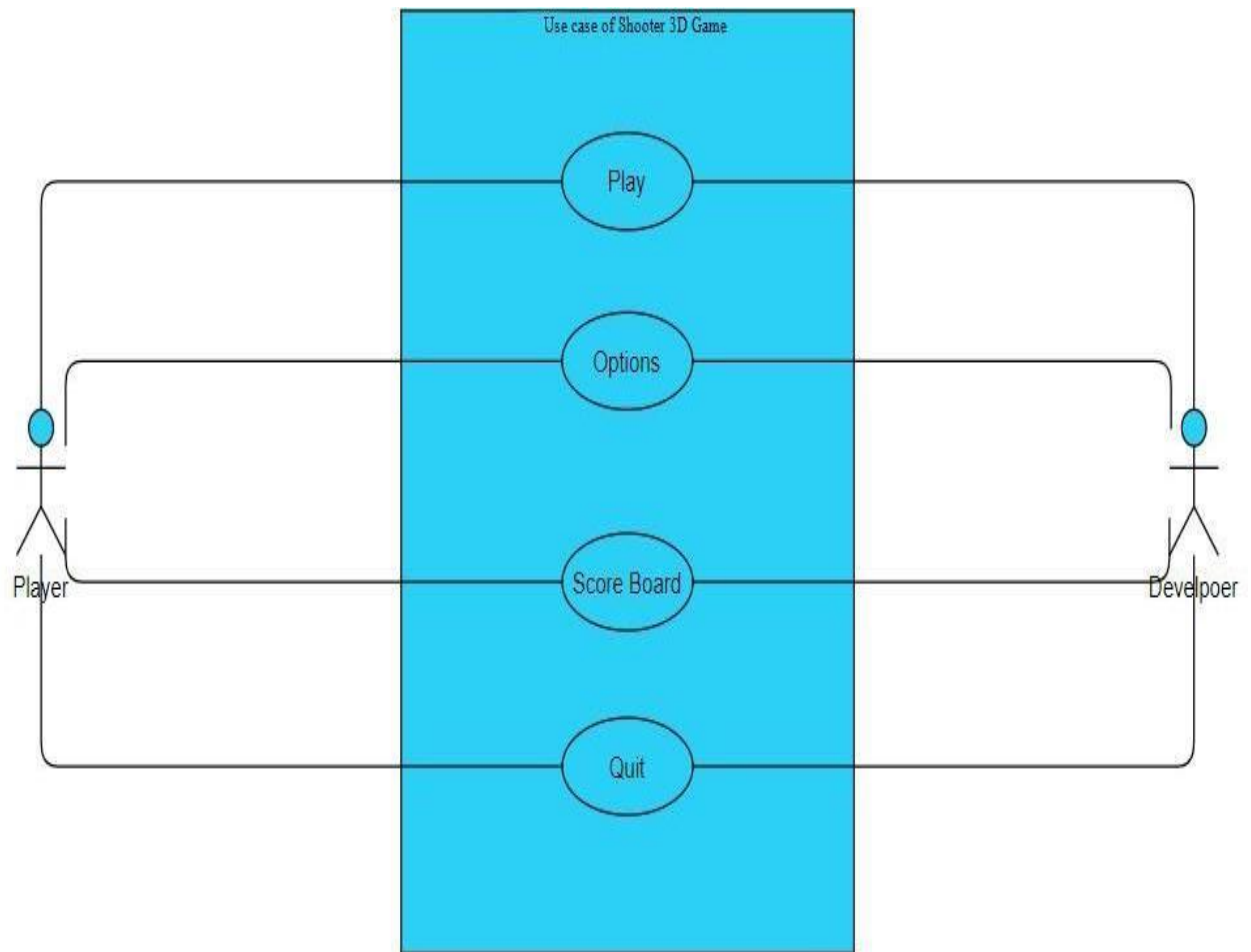 Use case of Shooter 3D Game
Play
Options
Player
Score Board
Develpoer
Quit